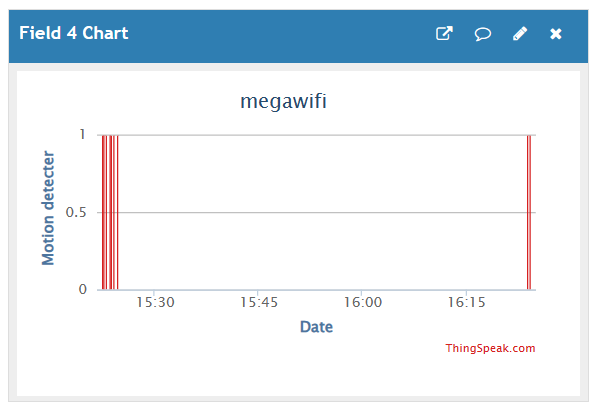 Field 4 Chart
megawifi
Motion detecter
1
0.5
0
15:30 15:45 16:00 16:15
Date
ThingSpeak.com